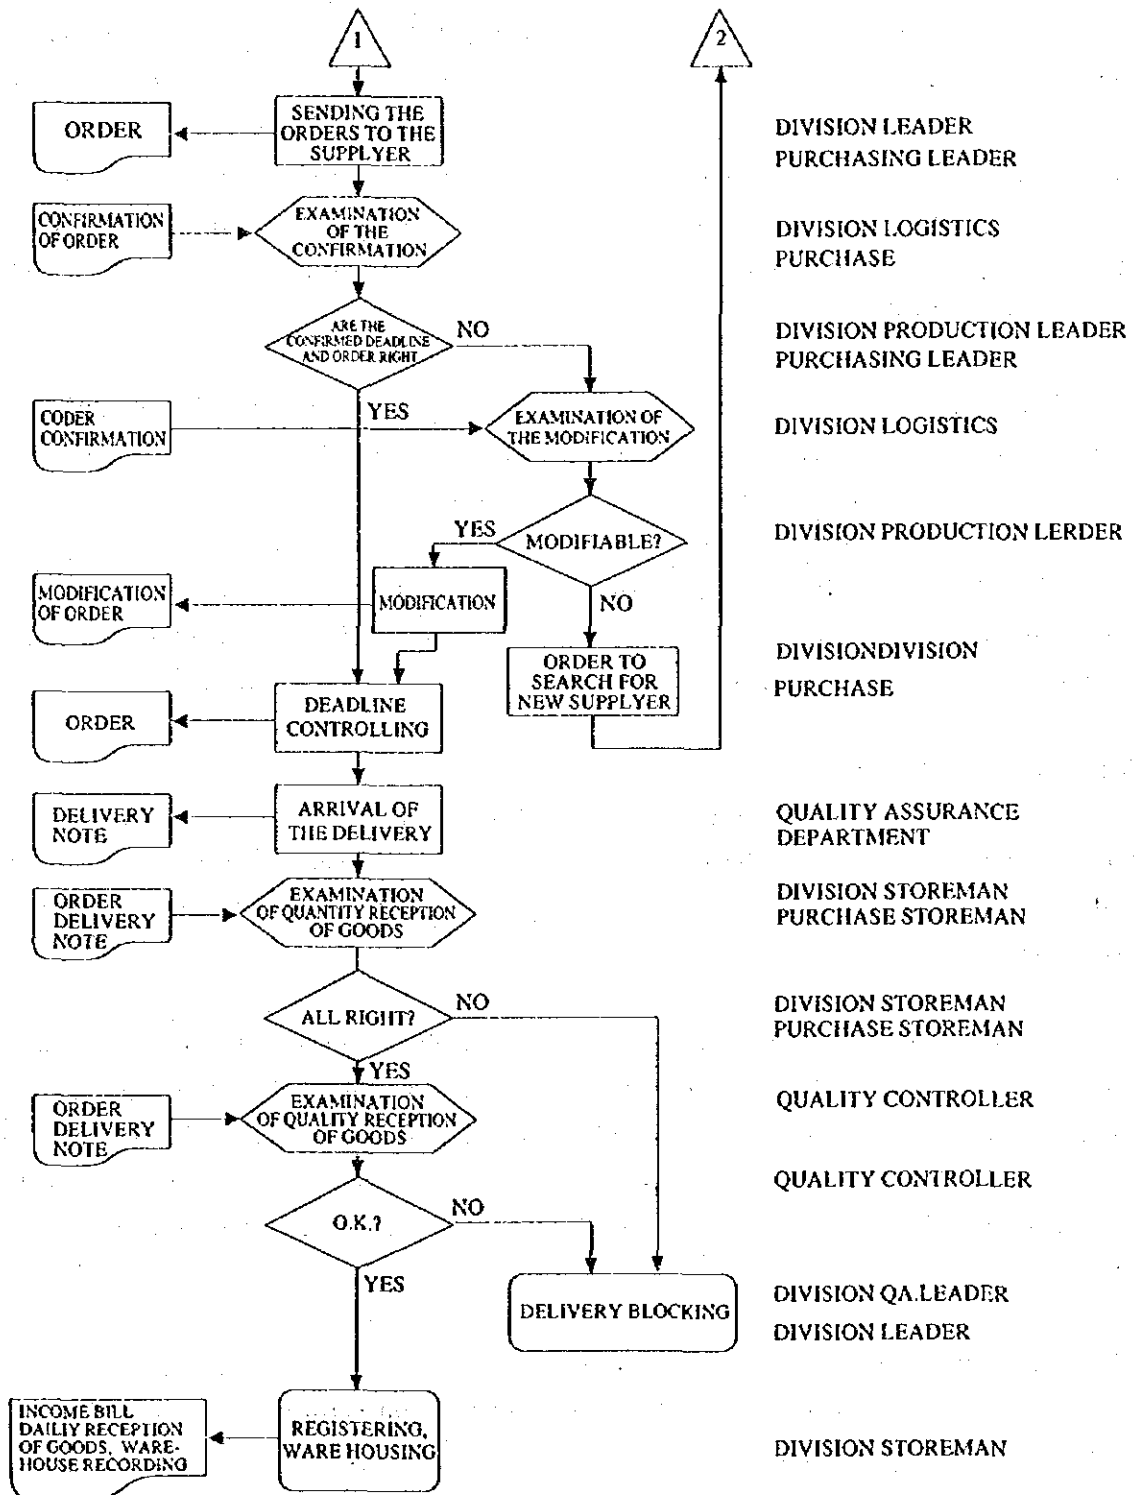 1
2
ORDER
SENDING THE
ORDERS TO THE
SUPPLYER
DIVISION LEADER
PURCHASING LEADER
CONFIRMATION
OF ORDER
EXAMINATION
OF THE
CONFIRMATION
DIVISION LOGISTICS
PURCHASE
ARE THE
CONFIRMED DEADLINE
AND ORDER RIGHT
NO
DIVISION PRODUCTION LEADER
PURCHASING LEADER
YES
CODER
CONFIRMATION
EXAMINATION OF
THE MODIFICATION
DIVISION LOGISTICS
YES
MODIFIABLE?
DIVISION PRODUCTION LERDER
MODIFICATION
OF ORDER
MODIFICATION
NO
ORDER TO
SEARCH FOR
NEW SUPPLYER
DIVISIONDIVISION
PURCHASE
ORDER
DEADLINE
CONTROLLING
DELIVERY
NOTE
ARRIVAL OF
THE DELIVERY
QUALITY ASSURANCE
DEPARTMENT
ORDER
DELIVERY
NOTE
EXAMINATION
OF QUANTITY RECEPTION
OF GOODS
DIVISION STOREMAN
PURCHASE STOREMAN
ALL RIGHT?
NO
DIVISION STOREMAN
PURCHASE STOREMAN
YES
ORDER
DELIVERY
NOTE
EXAMINATION
OF QUALITY RECEPTION
OF GOODS
QUALITY CONTROLLER
QUALITY CONTROLLER
O.K.?
NO
YES
DELIVERY BLOCKING
DIVISION QA.LEADER
DIVISION LEADER
INCOME BILL
DAILIY RECEPTION
OF GOODS, WARE-
HOUSE RECORDING
REGISTERING,
WARE HOUSING
DIVISION STOREMAN